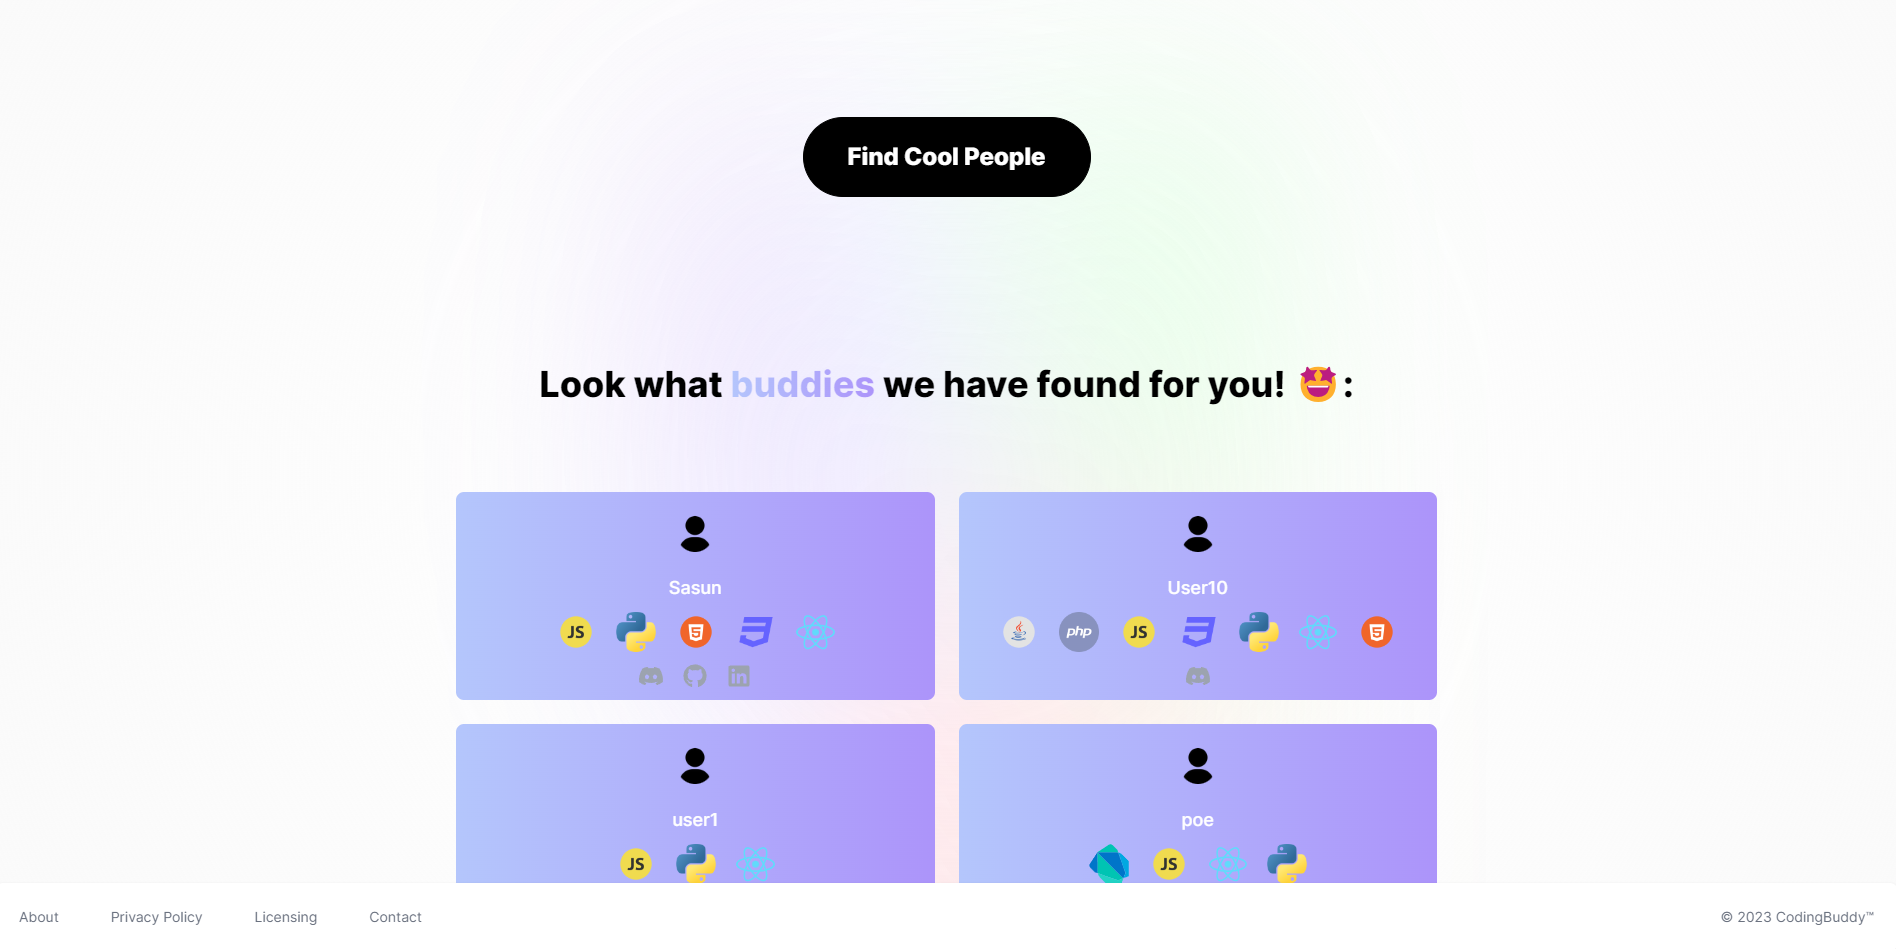 Find Cool People
Look what buddies we have found for you! 🤩:
Sasun
JS
User10
php JS
in
user1
JS
poe
JS
About Privacy Policy Licensing Contact © 2023 CodingBuddy™